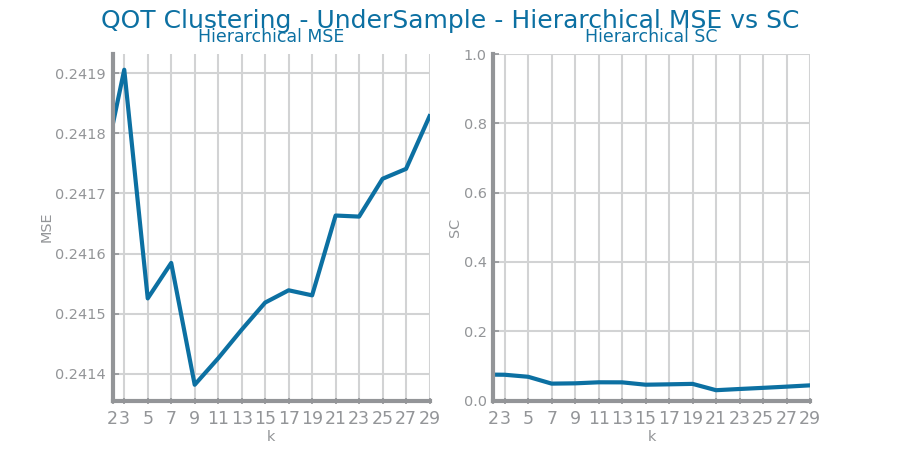 QOT Clustering - UnderSample - Hierarchical MSE vs SC
Hierarchical MSE
0.2419
0.2418
0.2417
0.2416
0.2415
0.2414
MSE
2 3 5 7 9 11 13 15 17 19 21 23 25 27 29
k
Hierarchical SC
1.0
0.8
0.6
0.4
0.2
0.0
SC
2 3 5 7 9 11 13 15 17 19 21 23 25 27 29
k